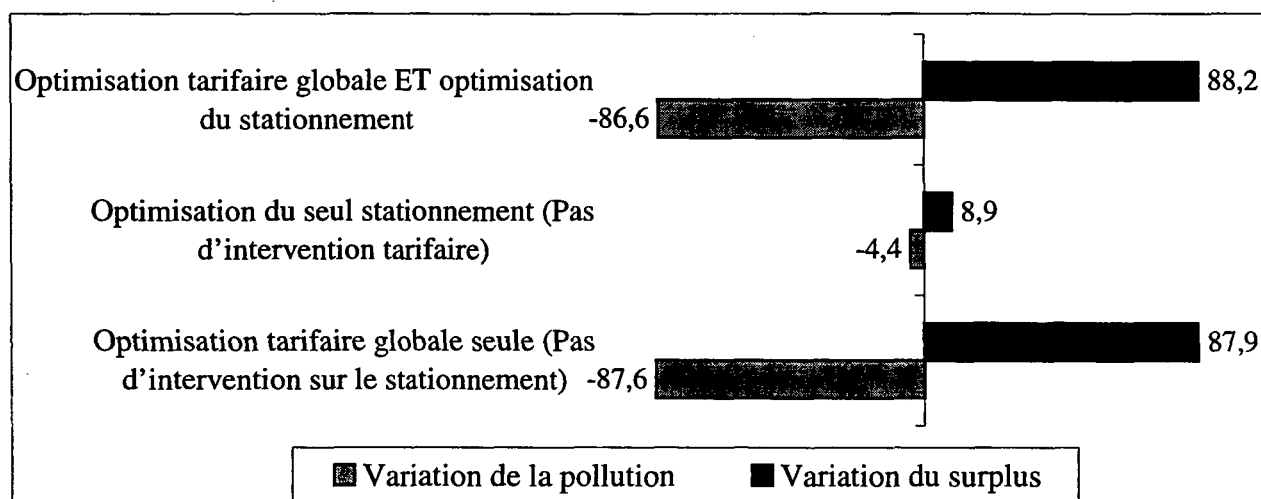 Optimisation tarifaire globale ET optimisation
du stationnement
88,2
-86,6
Optimisation du seul stationnement (Pas
d'intervention tarifaire)
8,9
-4,4
Optimisation tarifaire globale seule (Pas
d'intervention sur le stationnement)
87,9
-87,6
Variation de la pollution
Variation du surplus